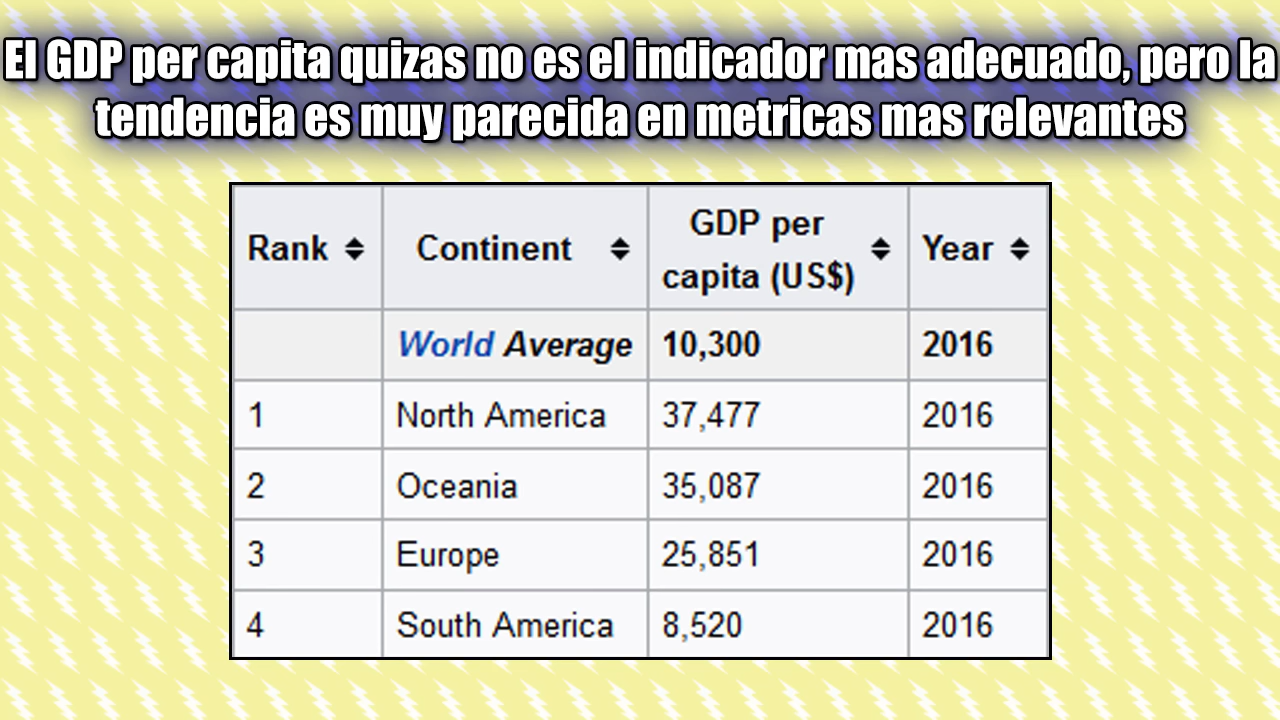 El GDP per capita quizas no es el indicador mas adecuado, pero la
tendencia es muy parecida en metricas mas relevantes
Rank Continent GDP per capita (US$) Year
World Average 10,300 2016
1 North America 37,477 2016
2 Oceania 35,087 2016
3 Europe 25,851 2016
4 South America 8,520 2016